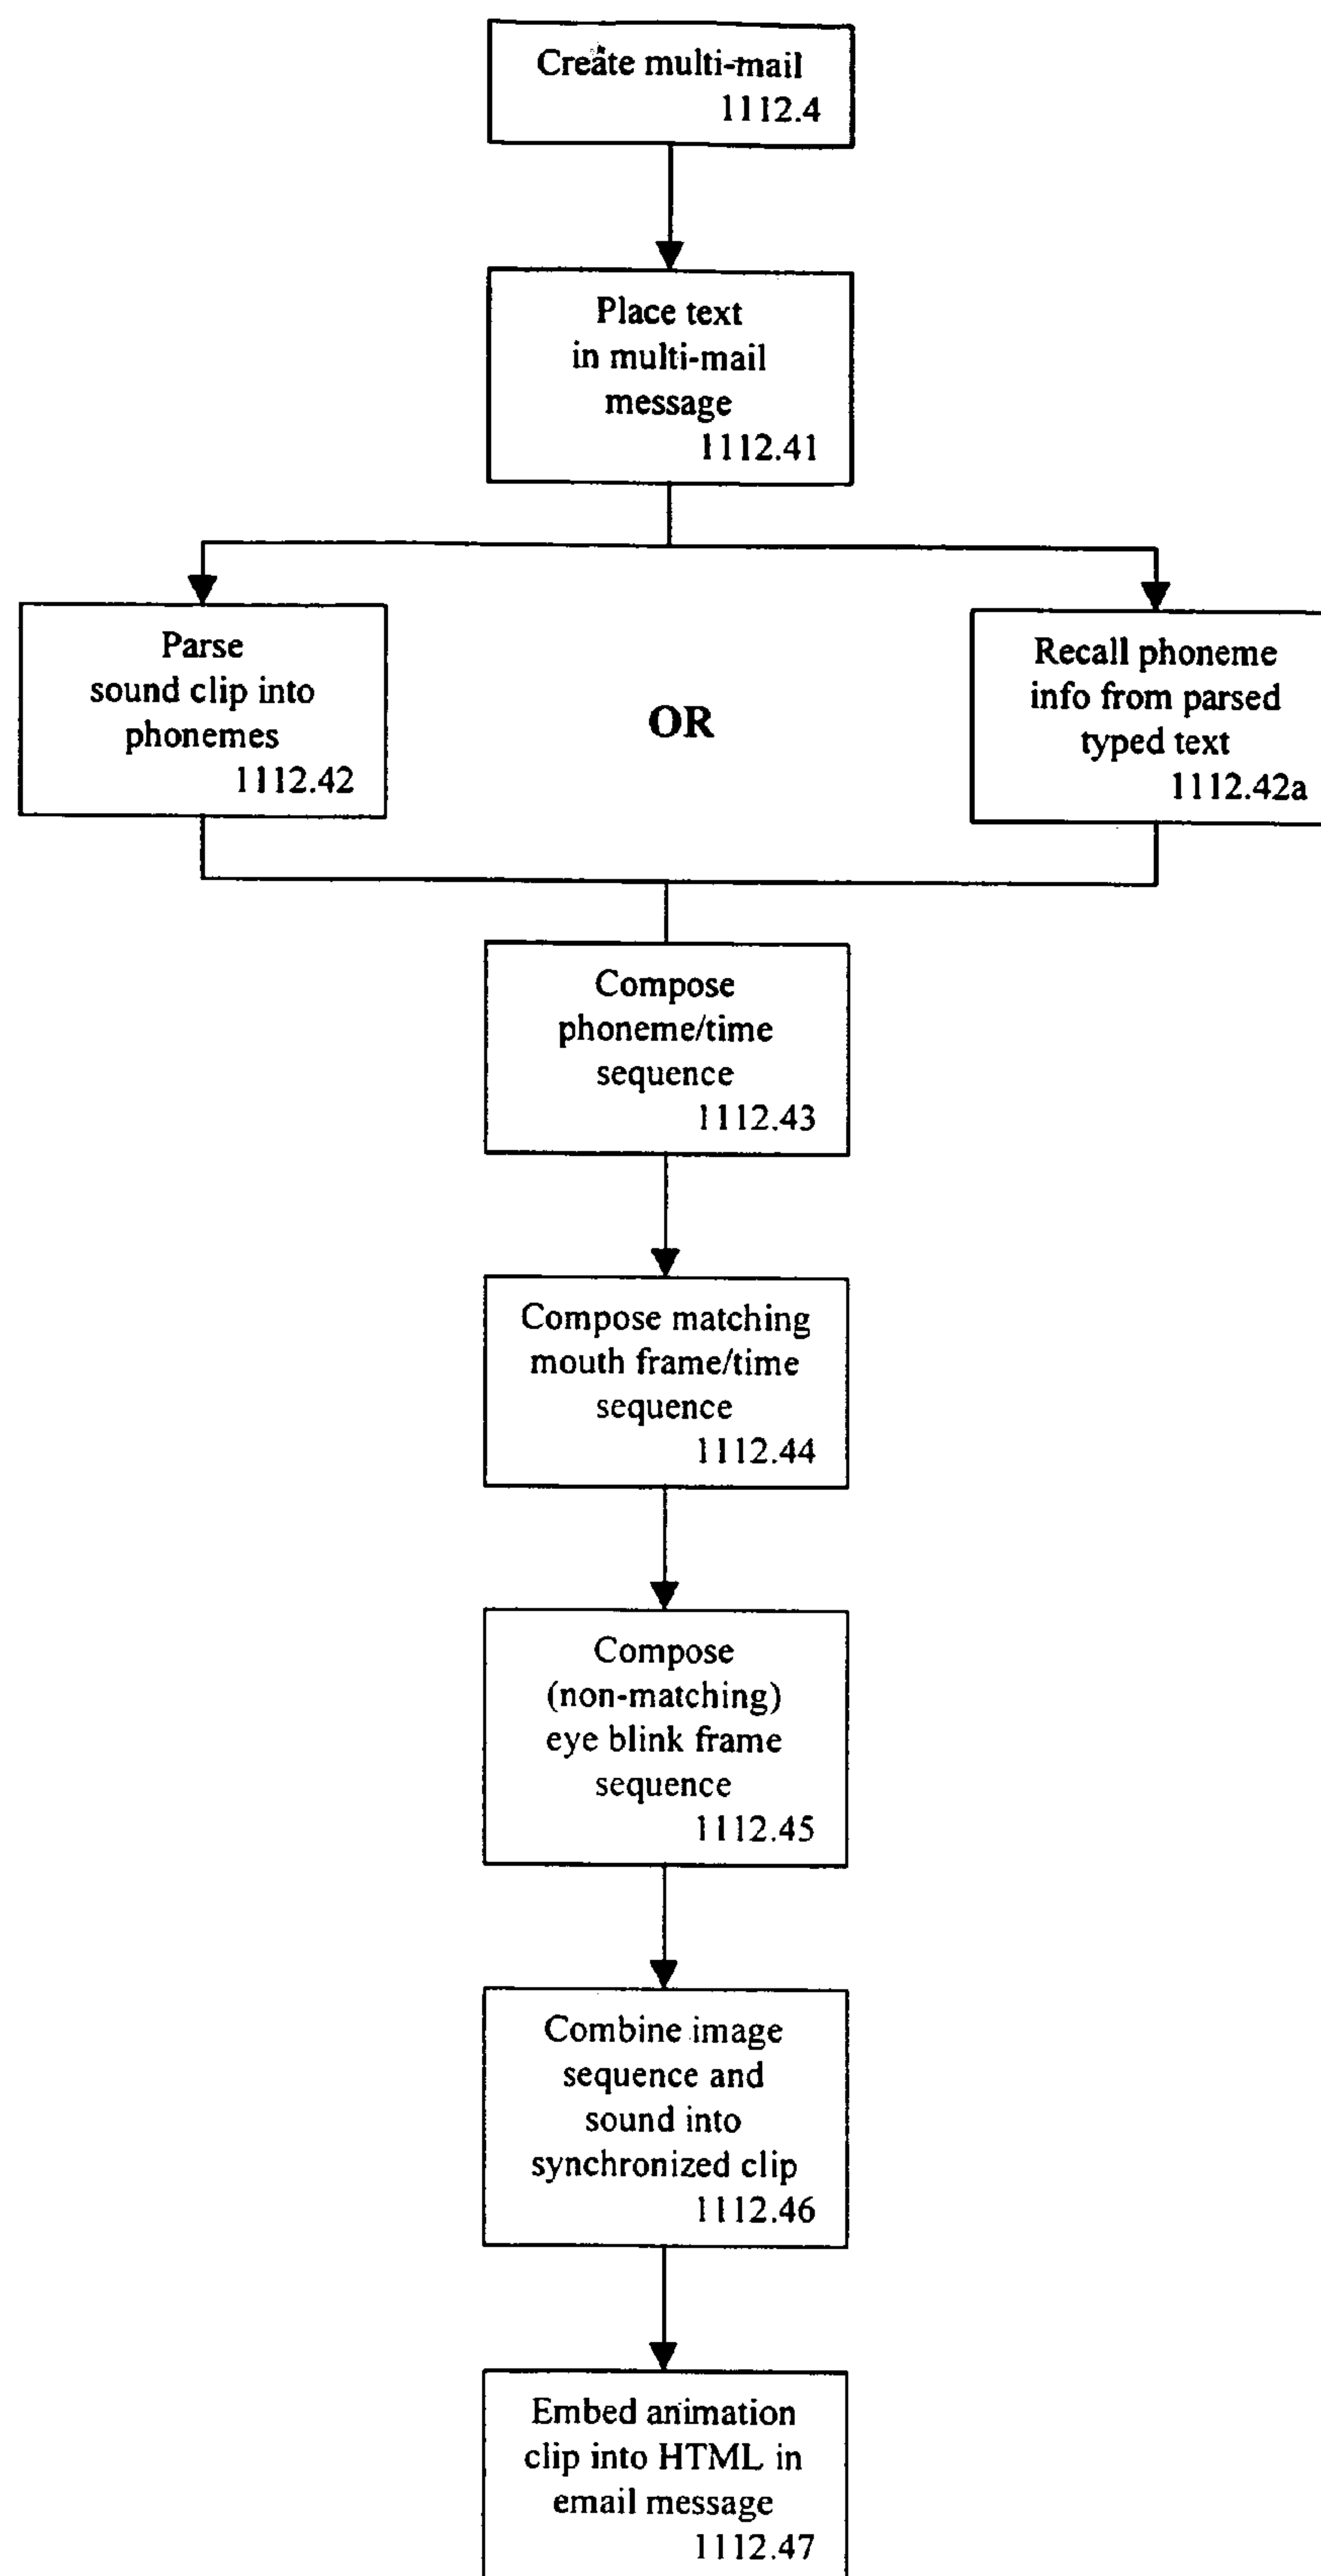 Create multi-mail
1112.4
Place text
in multi-mail
message
1112.41
Parse
sound clip into
phonemes
1112.42
OR
Recall phoneme
info from parsed
typed text
1112.42a
Compose
phoneme/time
sequence
1112.43
Compose matching
mouth frame/time
sequence
1112.44
Compose
(non-matching)
eye blink frame
sequence
1112.45
Combine image
sequence and
sound into
synchronized clip
1112.46
Embed animation
clip into HTML in
email message
1112.47